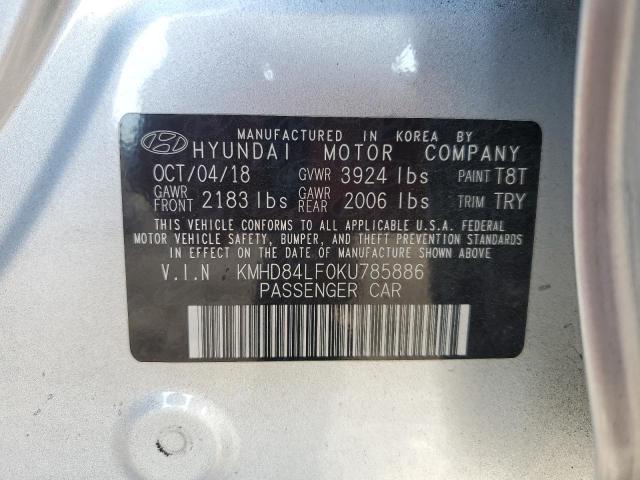 MANUFACTURED IN KOREA BY
HYUNDAI MOTOR COMPANY
OCT/04/18 GVWR 3924 lbs PAINT T8T
GAWR FRONT 2183 lbs GAWR REAR 2006 lbs TRIM TRY
THIS VEHICLE CONFORMS TO ALL APPLICABLE U.S.A. FEDERAL
MOTOR VEHICLE SAFETY, BUMPER, AND THEFT PREVENTION STANDARDS
IN EFFECT ON THE DATE OF MANUFACTURE SHOWN ABOVE
V.I.N KMHD84LF0KU785886
PASSENGER CAR